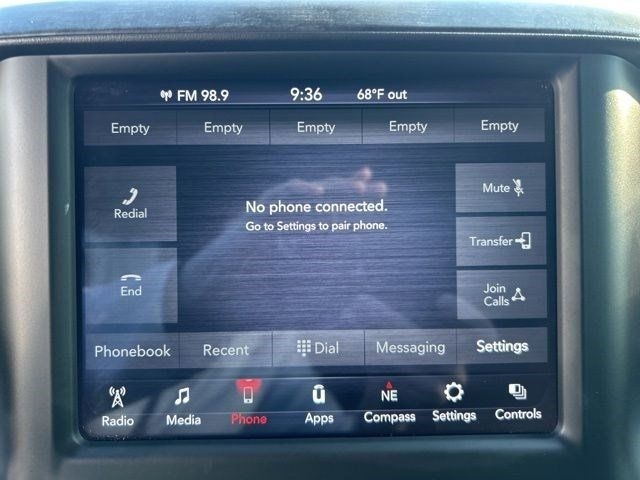 FM 98.9 9:36 68°F out
Empty Empty Empty Empty Empty
Redial
No phone connected.
Go to Settings to pair phone.
Mute
Transfer
End
Join
Calls
Phonebook Recent Dial Messaging Settings
NE
Radio Media Phone Apps Compass Settings Controls